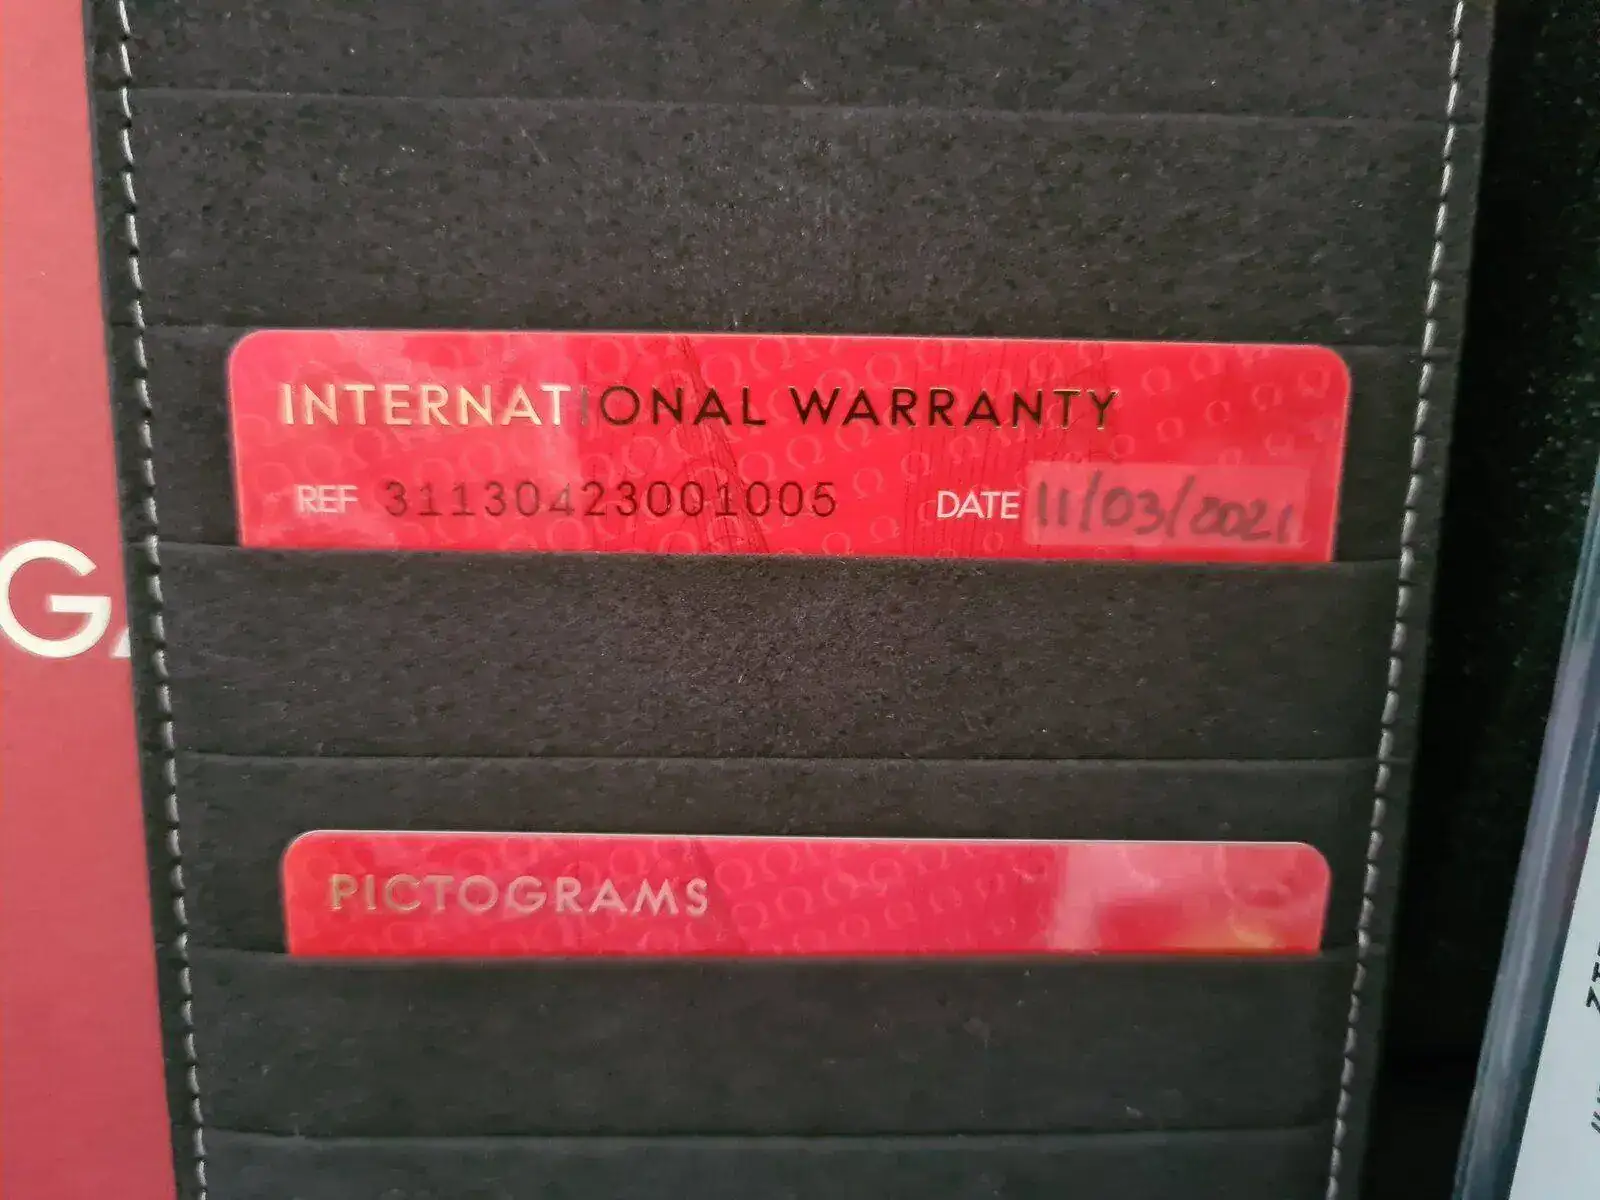 INTERNATIONAL WARRANTY
REF 31130423001005 DATE 11/03/2021
PICTOGRAMS
G